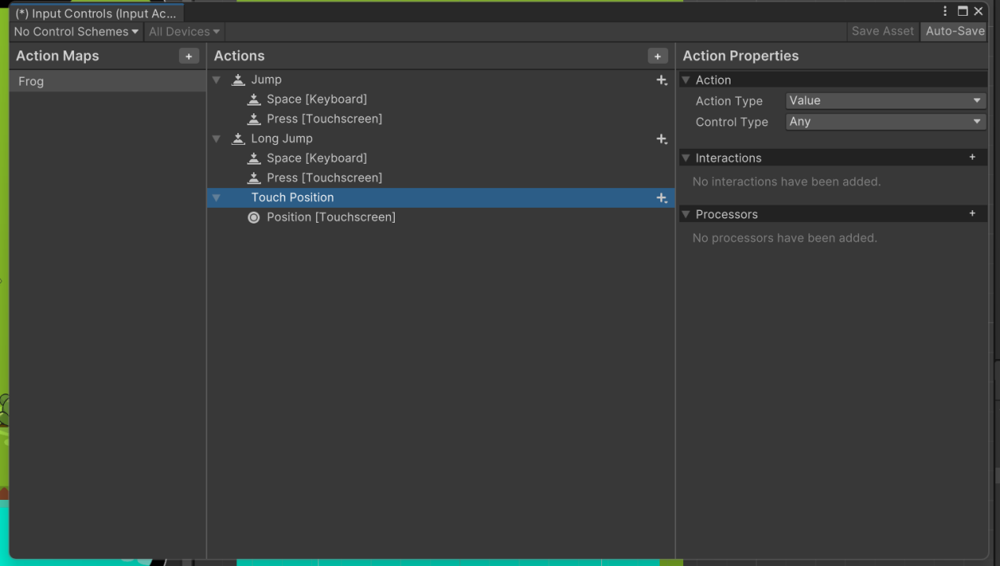 (*) Input Controls (Input Ac...
No Control Schemes All Devices Save Asset Auto-Save
Action Maps + Actions + Action Properties
Frog
Jump
Space [Keyboard]
Press [Touchscreen]
Long Jump
Space [Keyboard]
Press [Touchscreen]
Touch Position
Position [Touchscreen]
Action
Action Type Value
Control Type Any
Interactions +
No interactions have been added.
Processors +
No processors have been added.